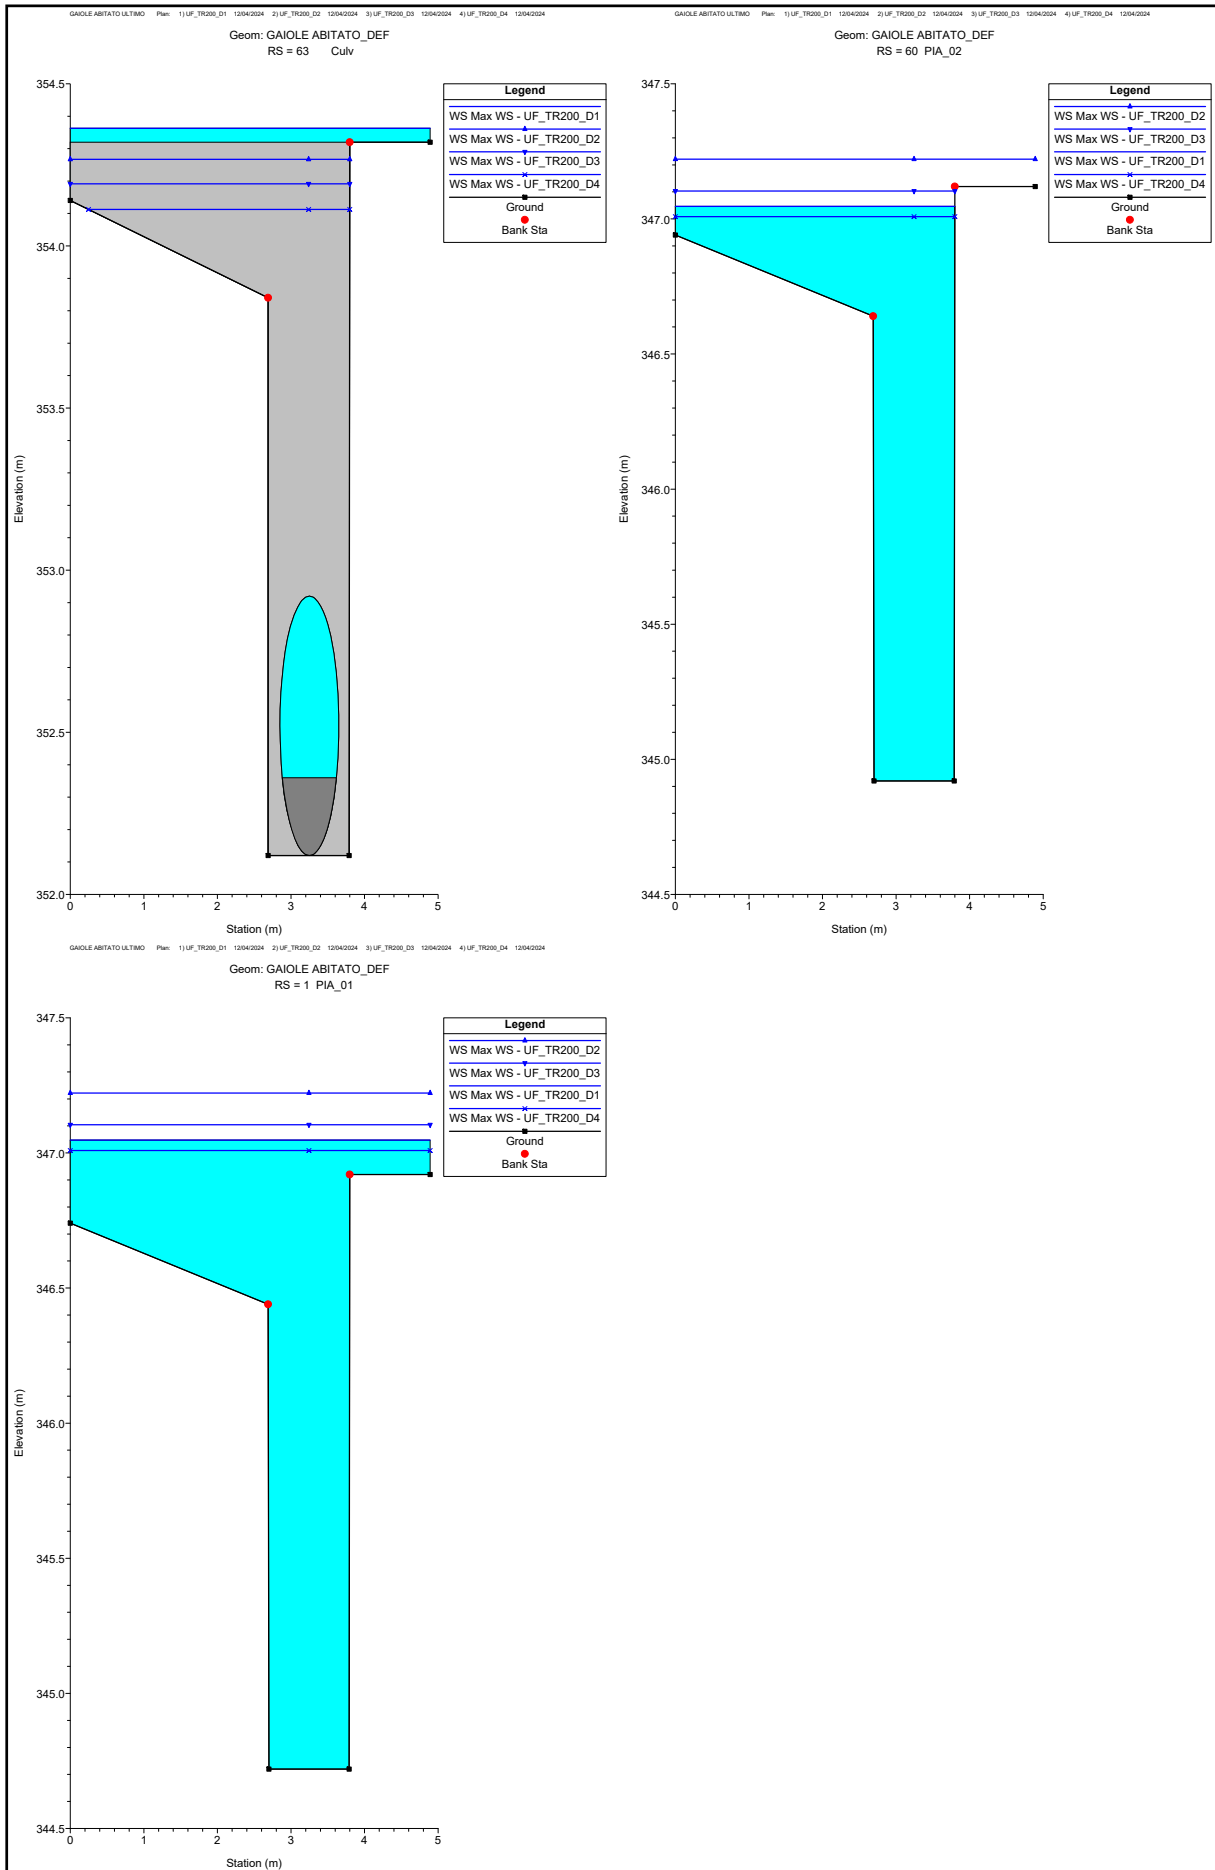 GAIOLE ABITATO ULTIMO Plan: 1) UF_TR200_D1 12/04/2024 2) UF_TR200_D2 12/04/2024 3) UF_TR200_D3 12/04/2024 4) UF_TR200_D4 12/04/2024
Geom: GAIOLE ABITATO_DEF
RS = 63 Culv
354.5
354.0
353.5
353.0
352.5
352.0
Elevation (m)
0 1 2 3 4 5
Station (m)
Legend
WS Max WS - UF_TR200_D1
WS Max WS - UF_TR200_D2
WS Max WS - UF_TR200_D3
WS Max WS - UF_TR200_D4
Ground
Bank Sta
GAIOLE ABITATO ULTIMO Plan: 1) UF_TR200_D1 12/04/2024 2) UF_TR200_D2 12/04/2024 3) UF_TR200_D3 12/04/2024 4) UF_TR200_D4 12/04/2024
Geom: GAIOLE ABITATO_DEF
RS = 60 PIA_02
347.5
347.0
346.5
346.0
345.5
345.0
344.5
Elevation (m)
0 1 2 3 4 5
Station (m)
Legend
WS Max WS - UF_TR200_D2
WS Max WS - UF_TR200_D3
WS Max WS - UF_TR200_D1
WS Max WS - UF_TR200_D4
Ground
Bank Sta
GAIOLE ABITATO ULTIMO Plan: 1) UF_TR200_D1 12/04/2024 2) UF_TR200_D2 12/04/2024 3) UF_TR200_D3 12/04/2024 4) UF_TR200_D4 12/04/2024
Geom: GAIOLE ABITATO_DEF
RS = 1 PIA_01
347.5
347.0
346.5
346.0
345.5
345.0
344.5
Elevation (m)
0 1 2 3 4 5
Station (m)
Legend
WS Max WS - UF_TR200_D2
WS Max WS - UF_TR200_D3
WS Max WS - UF_TR200_D1
WS Max WS - UF_TR200_D4
Ground
Bank Sta